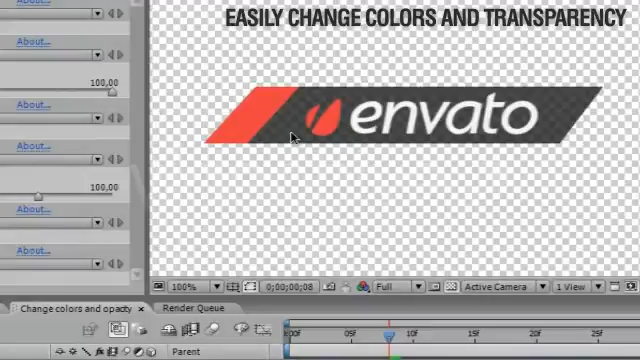 EASILY CHANGE COLORS AND TRANSPARENCY
About...
About...
100,00
About...
About...
100,00
About...
About...
envato
100%
0;00;00;08
Full
Active Camera
1 View
Change colors and opacity
Render Queue
00f
05f
10f
15f
20f
25f
Parent